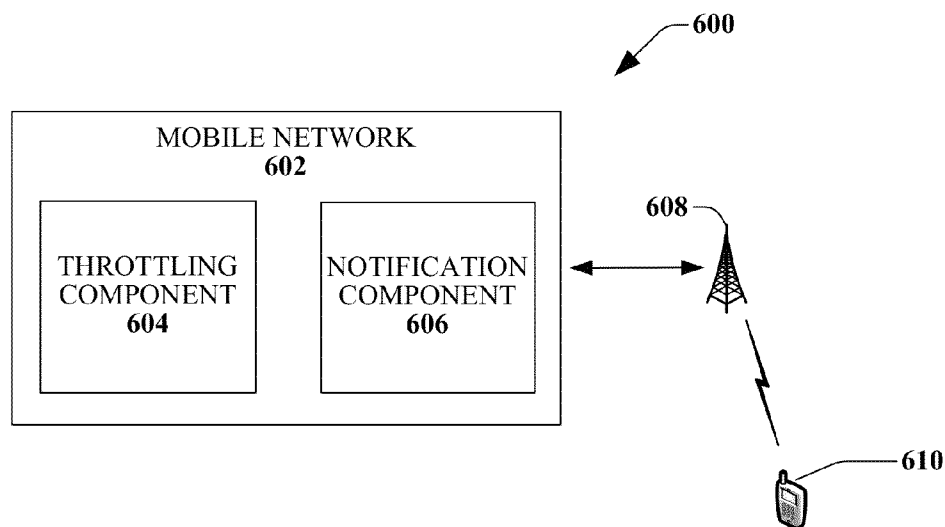 600
MOBILE NETWORK
602
608
THROTTLING
COMPONENT
604
NOTIFICATION
COMPONENT
606
610